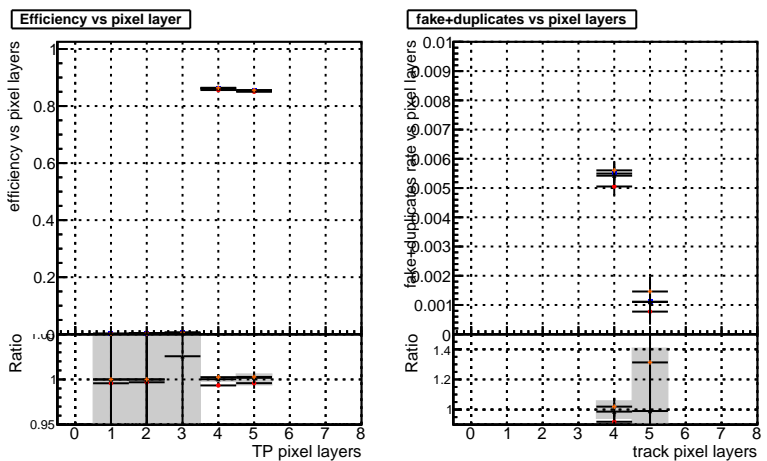 Efficiency vs pixel layer
efficiency vs pixel layers
1
0.8
0.6
0.4
0.2
0
Ratio
1
0.95
0 1 2 3 4 5 6 7 8
TP pixel layers
fake+duplicates vs pixel layers
fake+duplicates rate vs pixel layers
0.01
0.009
0.008
0.007
0.006
0.005
0.004
0.003
0.002
0.001
0
Ratio
1.4
1.2
1
0 1 2 3 4 5 6 7 8
track pixel layers